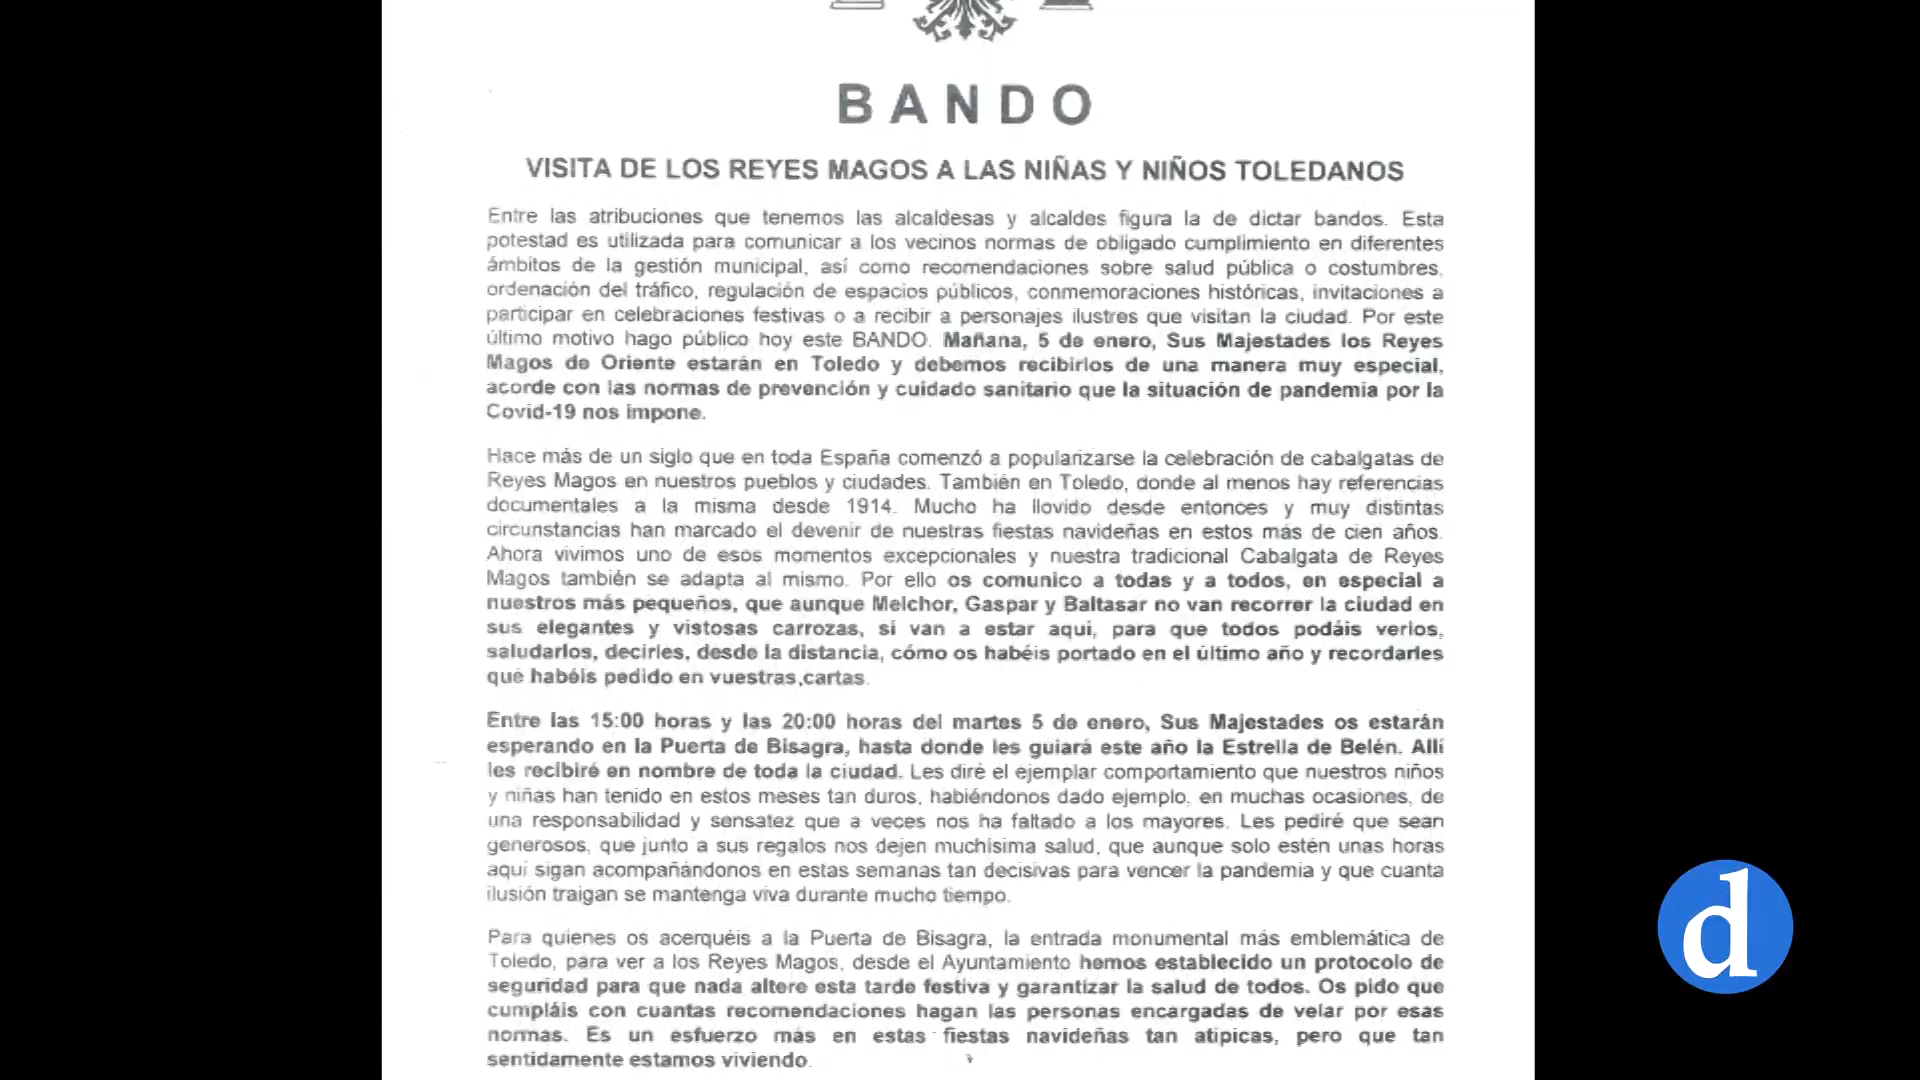 BANDO
VISITA DE LOS REYES MAGOS A LAS NIÑAS Y NIÑOS TOLEDANOS
Entre las atribuciones que tenemos las alcaldesas y alcaldes figura la de dictar bandos. Esta
potestad es utilizada para comunicar a los vecinos normas de obligado cumplimiento en diferentes
ámbitos de la gestión municipal, así como recomendaciones sobre salud pública o costumbres,
ordenación del tráfico, regulación de espacios públicos, conmemoraciones históricas, invitaciones a
participar en celebraciones festivas o a recibir a personajes ilustres que visitan la ciudad. Por este
último motivo hago público hoy este BANDO. Mañana, 5 de enero, Sus Majestades los Reyes
Magos de Oriente estarán en Toledo y debemos recibirlos de una manera muy especial,
acorde con las normas de prevención y cuidado sanitario que la situación de pandemia por la
Covid-19 nos impone.
Hace más de un siglo que en toda España comenzó a popularizarse la celebración de cabalgatas de
Reyes Magos en nuestros pueblos y ciudades. También en Toledo, donde al menos hay referencias
documentales a la misma desde 1914. Mucho ha llovido desde entonces y muy distintas
circunstancias han marcado el devenir de nuestras fiestas navideñas en estos más de cien años.
Ahora vivimos uno de esos momentos excepcionales y nuestra tradicional Cabalgata de Reyes
Magos también se adapta al mismo. Por ello os comunico a todas y a todos, en especial a
nuestros más pequeños, que aunque Melchor, Gaspar y Baltasar no van recorrer la ciudad en
sus elegantes y vistosas carrozas, sí van a estar aquí, para que todos podáis verlos,
saludarlos, decirles, desde la distancia, cómo os habéis portado en el último año y recordarles
qué habéis pedido en vuestras cartas.
Entre las 15:00 horas y las 20:00 horas del martes 5 de enero, Sus Majestades os estarán
esperando en la Puerta de Bisagra, hasta donde les guiará este año la Estrella de Belén. Allí
les recibiré en nombre de toda la ciudad. Les diré el ejemplar comportamiento que nuestros niños
y niñas han tenido en estos meses tan duros, habiéndonos dado ejemplo, en muchas ocasiones, de
una responsabilidad y sensatez que a veces nos ha faltado a los mayores. Les pediré que sean
generosos, que junto a sus regalos nos dejen muchísima salud, que aunque solo estén unas horas
aquí sigan acompañándonos en estas semanas tan decisivas para vencer la pandemia y que cuanta
ilusión traigan se mantenga viva durante mucho tiempo.
Para quienes os acerquéis a la Puerta de Bisagra, la entrada monumental más emblemática de
Toledo, para ver a los Reyes Magos, desde el Ayuntamiento hemos establecido un protocolo de
seguridad para que nada altere esta tarde festiva y garantizar la salud de todos. Os pido que
cumpláis con cuantas recomendaciones hagan las personas encargadas de velar por esas
normas. Es un esfuerzo más en estas fiestas navideñas tan atípicas, pero que tan
sentidamente estamos viviendo.
d